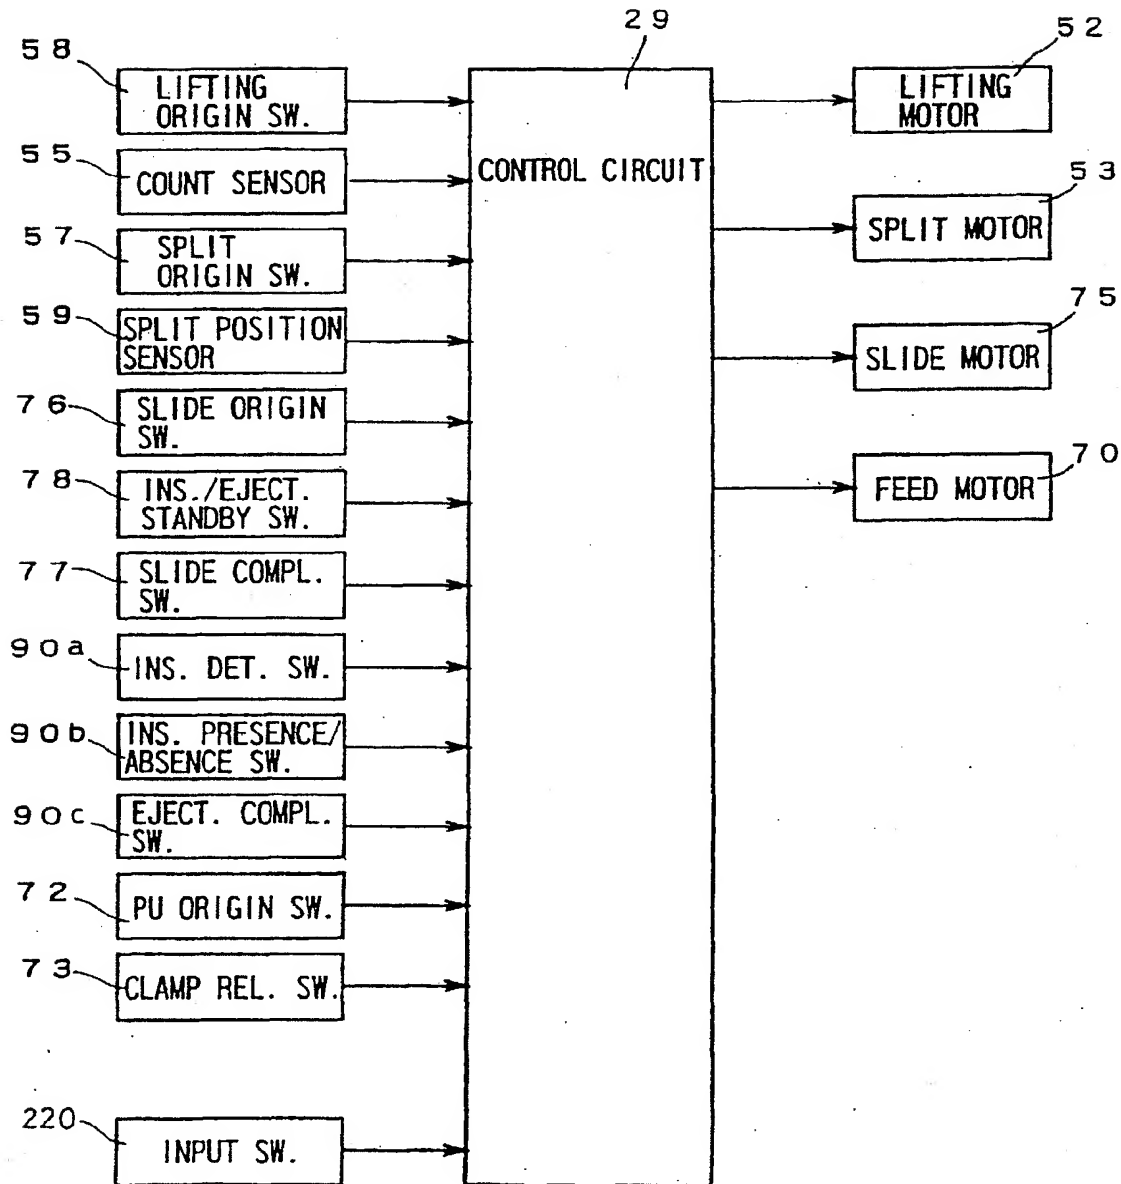 58
LIFTING
ORIGIN SW.
55
COUNT SENSOR
57
SPLIT
ORIGIN SW.
59
SPLIT POSITION
SENSOR
76
SLIDE ORIGIN
SW.
78
INS./EJECT.
STANDBY SW.
77
SLIDE COMPL.
SW.
90a
INS. DET. SW.
90b
INS. PRESENCE/
ABSENCE SW.
90c
EJECT. COMPL.
SW.
72
PU ORIGIN SW.
73
CLAMP REL. SW.
220
INPUT SW.
29
CONTROL CIRCUIT
52
LIFTING
MOTOR
53
SPLIT MOTOR
75
SLIDE MOTOR
70
FEED MOTOR